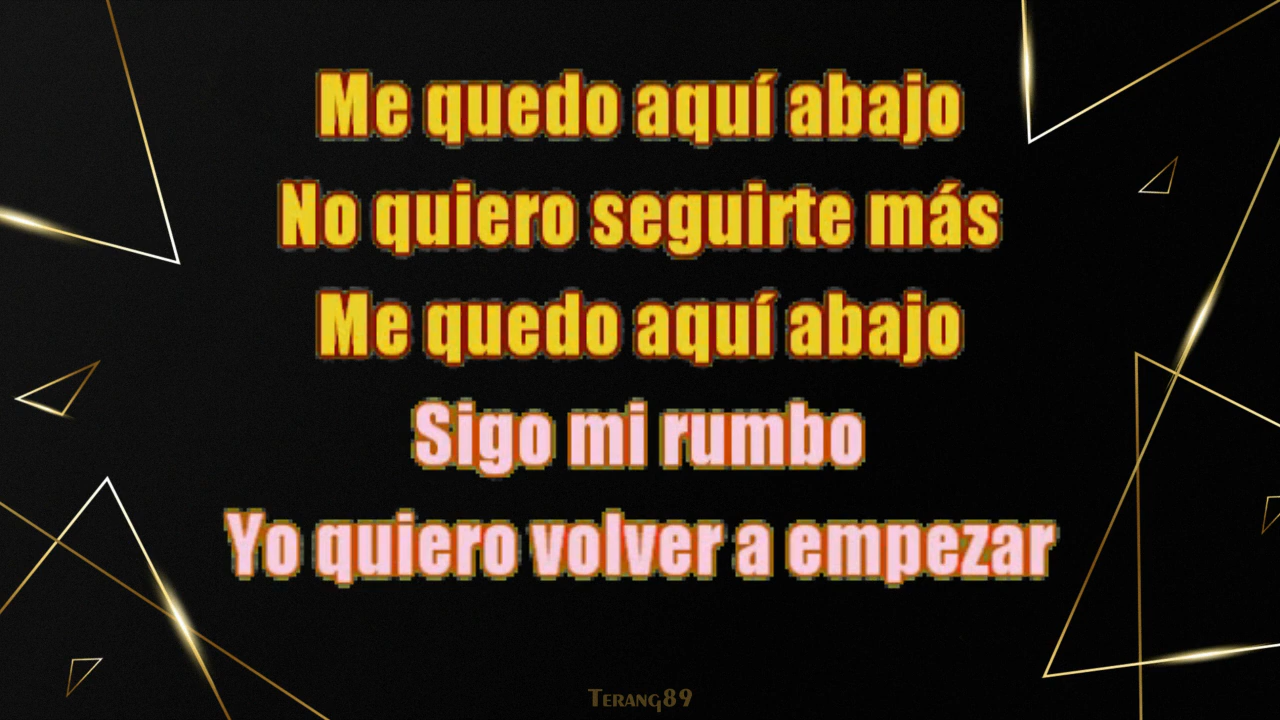 Me quedo aquí abajo
No quiero seguirte más
Me quedo aquí abajo
Sigo mi rumbo
Yo quiero volver a empezar
Terang89